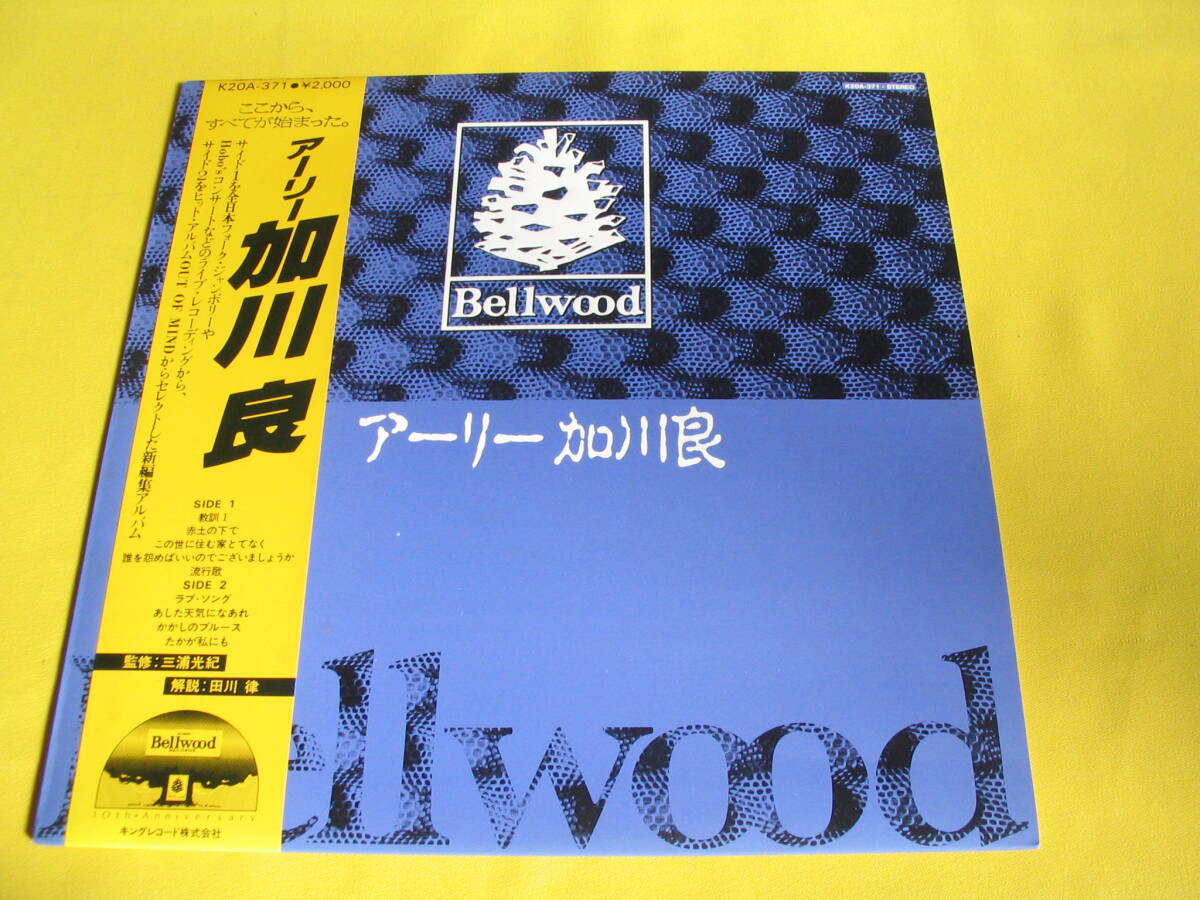 K20A-371●¥2,000
ここから、
すべてが始まった。
アーリー加川良
サイド1を全日本フォーク・ジャンボリーや
Hobo'sコンサートなどのライブ・レコーディングから、
サイド2をヒット・アルバムOUT OF MINDからセレクトした新編集アルバム
SIDE 1
教訓Ⅰ
赤土の下で
この世に住む家とてなく
誰を怨めばいいのでございましょうか
流行歌
SIDE 2
ラブ・ソング
あした天気になあれ
かかしのブルース
たかが私にも
監修:三浦光紀
解説:田川 律
Bellwood
10th Anniversary
キングレコード株式会社
K20A-371・STEREO
Bellwood
アーリー加川良
ellwood